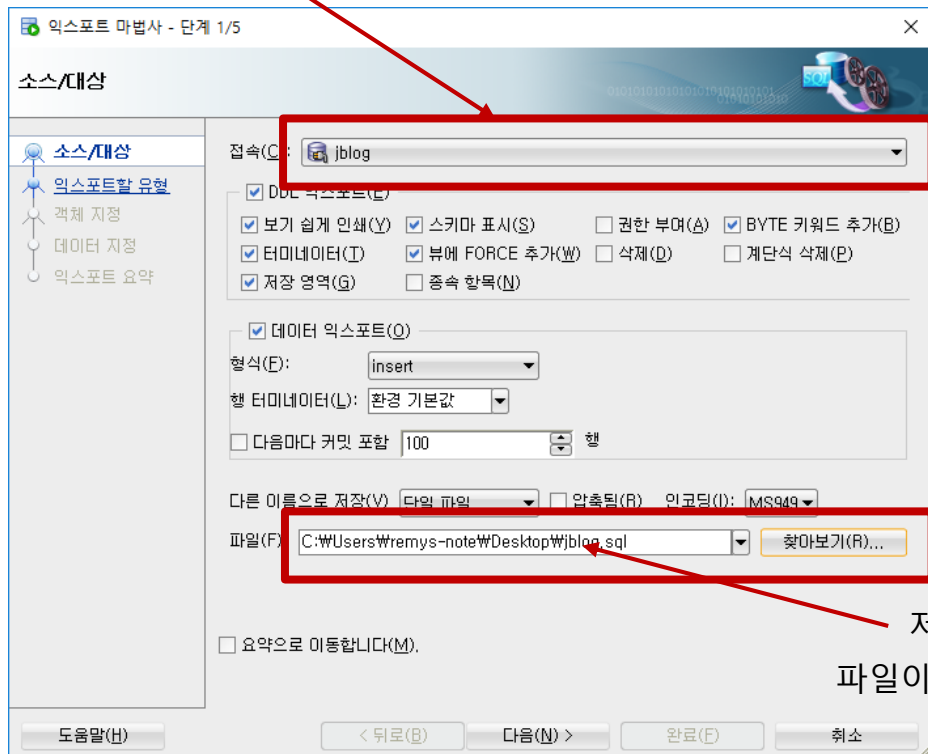 익스포트 마법사 - 단계 1/5
소스/대상
소스/대상
익스포트할 유형
객체 지정
데이터 지정
익스포트 요약
접속(C): jblog
DDL 익스포트(E)
보기 쉽게 인쇄(Y) 스키마 표시(S) 권한 부여(A) BYTE 키워드 추가(B)
터미네이터(T) 뷰에 FORCE 추가(W) 삭제(D) 계단식 삭제(P)
저장 영역(G) 종속 항목(N)
데이터 익스포트(O)
형식(F): insert
행 터미네이터(L): 환경 기본값
다음마다 커밋 포함 100 행
다른 이름으로 저장(V) 단일 파일 압축됨(R) 인코딩(I): MS949
파일(F) C:₩Users₩remys-note₩Desktop₩jblog.sql 찾아보기(R)...
파일이
요약으로 이동합니다(M).
도움말(H) < 뒤로(B) 다음(N) > 완료(F) 취소